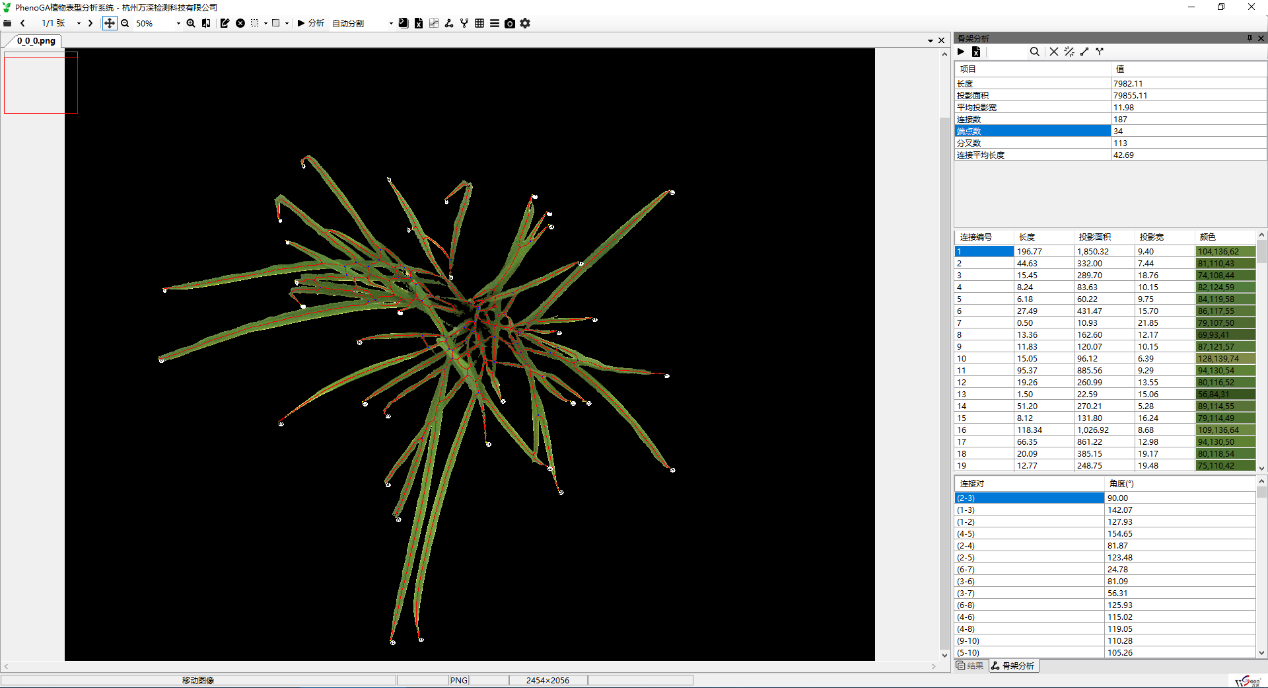 PhenoGA植物表型分析系统 - 杭州万深检测科技有限公司
1/1 张 50% 分析 自动分割
0_0_0.png
骨架分析
项目 值
长度 7982.11
投影面积 79855.11
平均投影宽 11.98
连接数 187
端点数 34
分叉数 113
连接平均长度 42.69
连接编号 长度 投影面积 投影宽 颜色
1 196.77 1,850.32 9.40 104,136,62
2 44.63 332.00 7.44 81,110,43
3 15.45 289.70 18.76 74,108,44
4 8.24 83.63 10.15 82,124,59
5 6.18 60.22 9.75 84,119,58
6 27.49 431.47 15.70 86,117,55
7 0.50 10.93 21.85 79,107,50
8 13.36 162.60 12.17 69,93,41
9 11.83 120.07 10.15 87,121,57
10 15.05 96.12 6.39 128,139,74
11 95.37 885.56 9.29 94,130,54
12 19.26 260.99 13.55 80,116,52
13 1.50 22.59 15.06 56,84,31
14 51.20 270.21 5.28 89,114,55
15 8.12 131.80 16.24 79,114,49
16 118.34 1,026.92 8.68 109,136,64
17 66.35 861.22 12.98 94,130,50
18 20.09 385.15 19.17 80,118,54
19 12.77 248.75 19.48 75,110,42
连接对 角度(°)
(2-3) 90.00
(1-3) 142.07
(1-2) 127.93
(4-5) 154.65
(2-4) 81.87
(2-5) 123.48
(6-7) 24.78
(3-6) 81.09
(3-7) 56.31
(6-8) 125.93
(4-6) 115.02
(4-8) 119.05
(9-10) 110.28
(5-10) 105.26
结果 骨架分析
移动图像 PNG 2454×2056